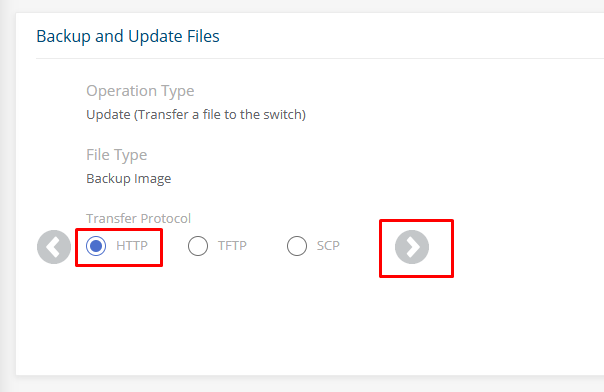 Backup and Update Files
Operation Type
Update (Transfer a file to the switch)
File Type
Backup Image
Transfer Protocol
HTTP TFTP SCP